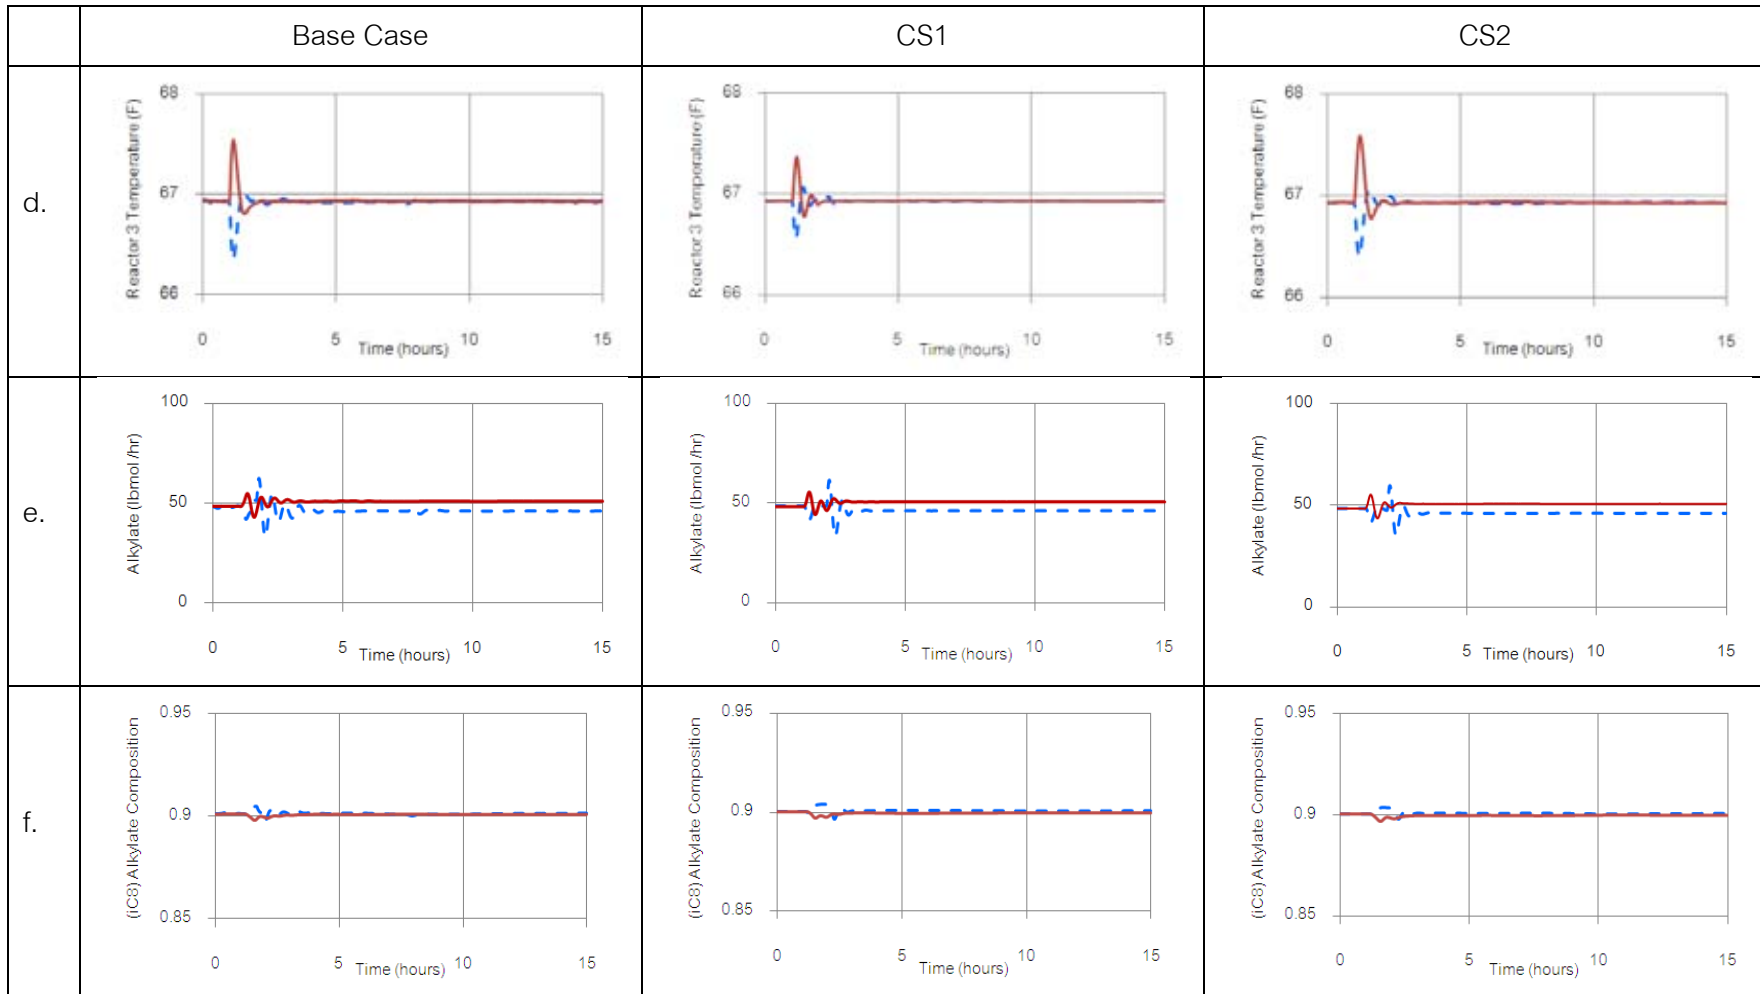 Base Case
CS1
CS2
d.
Reactor 3 Temperature (F)
68
67
66
0
5
Time (hours)
10
15
Reactor 3 Temperature (F)
68
67
66
0
5
Time (hours)
10
15
Reactor 3 Temperature (F)
68
67
66
0
5
Time (hours)
10
15
e.
Alkylate (lbmol /hr)
100
50
0
0
5
Time (hours)
10
15
Alkylate (lbmol /hr)
100
50
0
0
5
Time (hours)
10
15
Alkylate (lbmol /hr)
100
50
0
0
5
Time (hours)
10
15
f.
(iC8) Alkylate Composition
0.95
0.9
0.85
0
5
Time (hours)
10
15
(iC8) Alkylate Composition
0.95
0.9
0.85
0
5
Time (hours)
10
15
(iC8) Alkylate Composition
0.95
0.9
0.85
0
5
Time (hours)
10
15